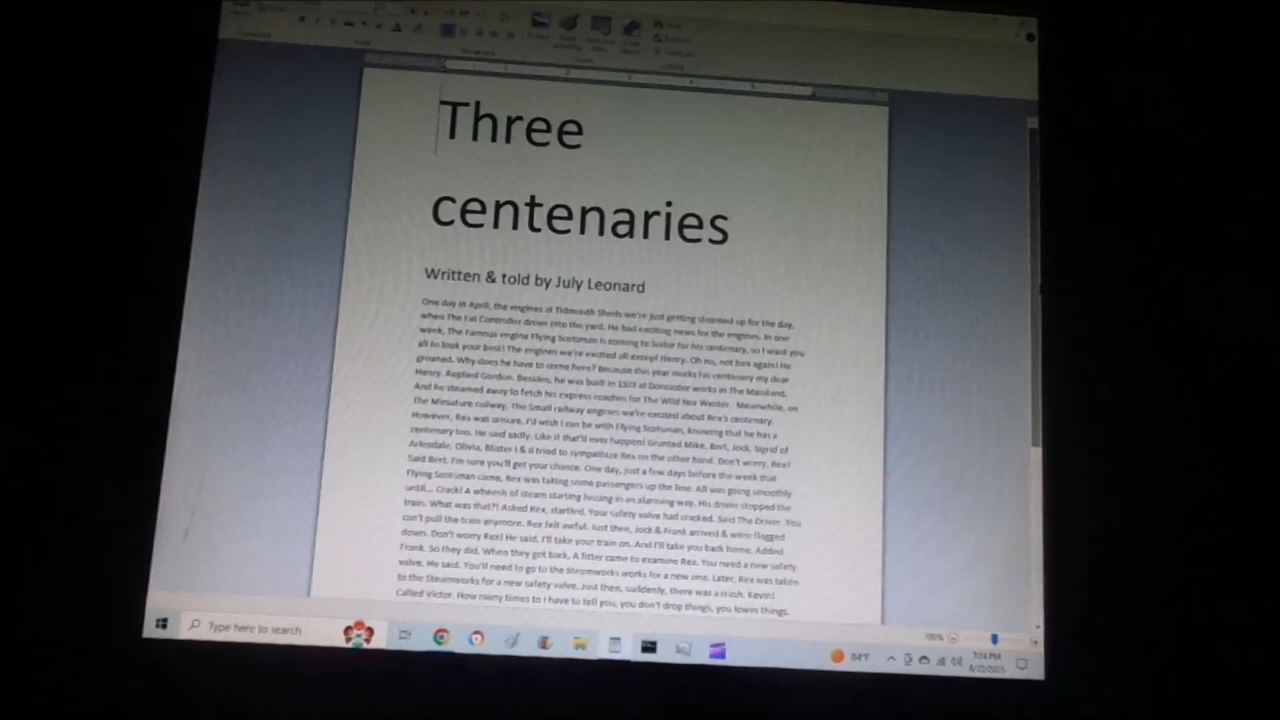 Three
centenaries
Written & told by July Leonard
One day in April, the engines at Tidmouth Sheds we're just getting steamed up for the day,
when The Fat Controller drove into the yard. He had exciting news for the engines. In one
week, The Famous engine Flying Scotsman is coming to Sodor for his centenary, so I want you
all to look your best! The engines we're excited all except Henry. Oh no, not him again! He
groaned. Why does he have to come here? Because this year marks his centenary my dear
Henry. Replied Gordon. Besides, he was built in 1923 at Doncaster works in The Mainland.
And he steamed away to fetch his express coaches for The Wild Nor Wester. Meanwhile, on
The Miniature railway, The Small railway engines we're excited about Rex's centenary.
However, Rex was unsure. I'd wish I can be with Flying Scotsman, knowing that he has a
centenary too. He said sadly. Like if that'll ever happen! Grunted Mike. Bert, Jock, Sigrid of
Arlesdale, Olivia, Blister I & II tried to sympathize Rex on the other hand. Don't worry, Rex!
Said Bert. I'm sure you'll get your chance. One day, just a few days before the week that
Flying Scotsman came, Rex was taking some passengers up the line. All was going smoothly
until... Crack! A wheesh of steam starting hissing in an alarming way. His driver stopped the
train. What was that?! Asked Rex, startled. Your safety valve had cracked. Said The Driver. You
can't pull the train anymore. Rex felt awful. Just then, Jock & Frank arrived & were flagged
down. Don't worry Rex! He said. I'll take your train on. And I'll take you back home. Added
Frank. So they did. When they got back, A fitter came to examine Rex. You need a new safety
valve. He said. You'll need to go to the Steamworks works for a new one. Later, Rex was taken
to the Steamworks for a new safety valve. Just then, suddenly, there was a crash. Kevin!
Called Victor. How many times to I have to tell you, you don't drop things, you lower things.
100%
Type here to search
84°F
7:24 PM